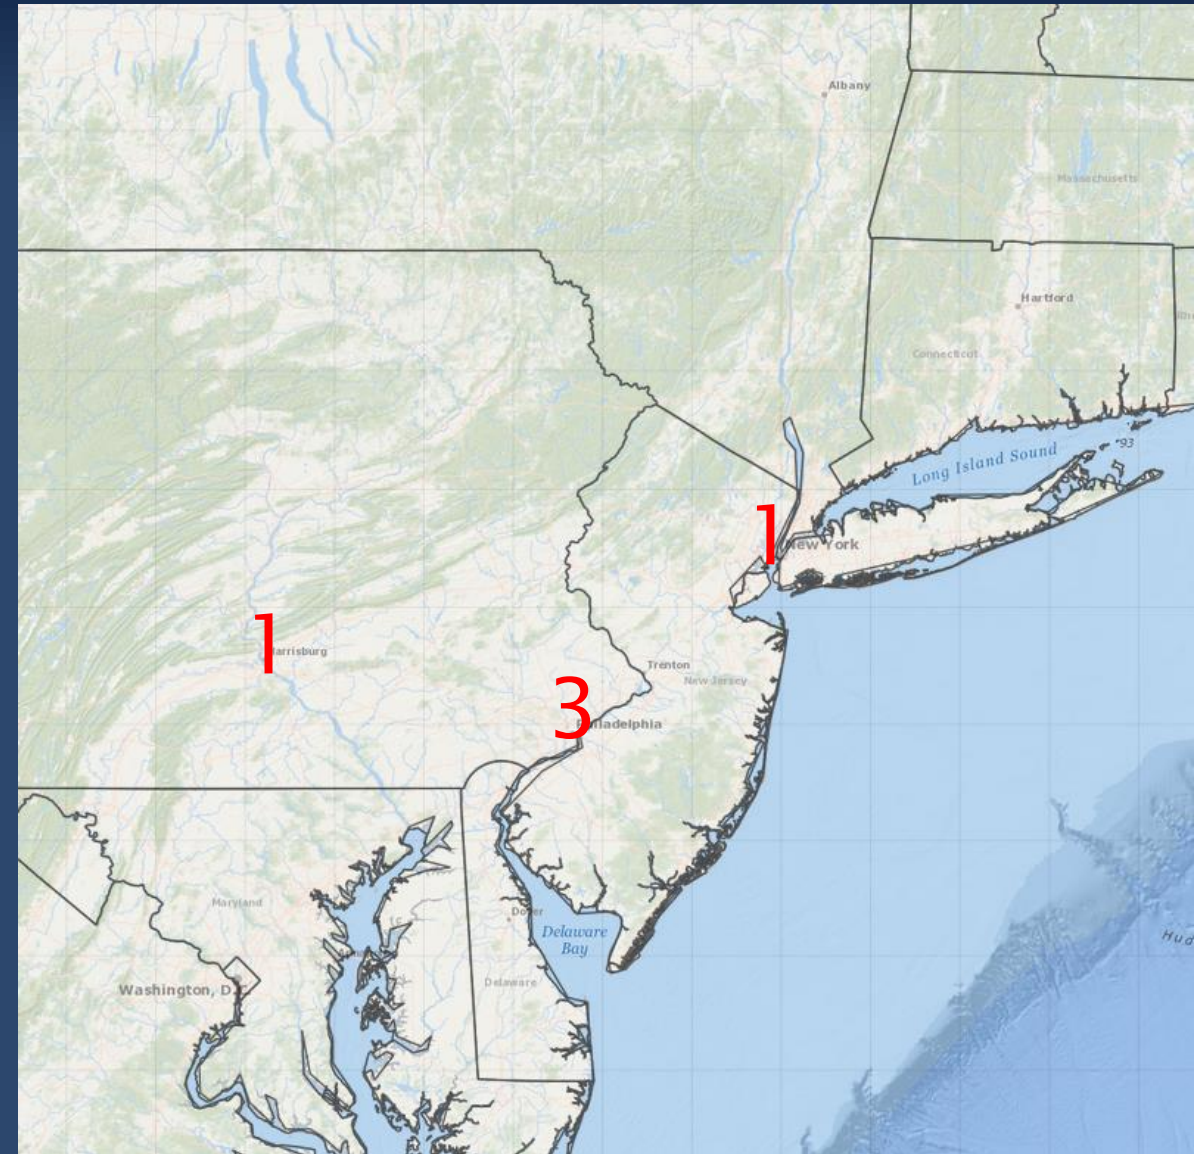 Albany
Massachusetts
Hartford
Connecticut
Long Island Sound
93
1
New York
1
Harrisburg
Trenton
New Jersey
3
Philadelphia
Maryland
Dover
Delaware
Bay
Delaware
Washington, D.C.
Hud